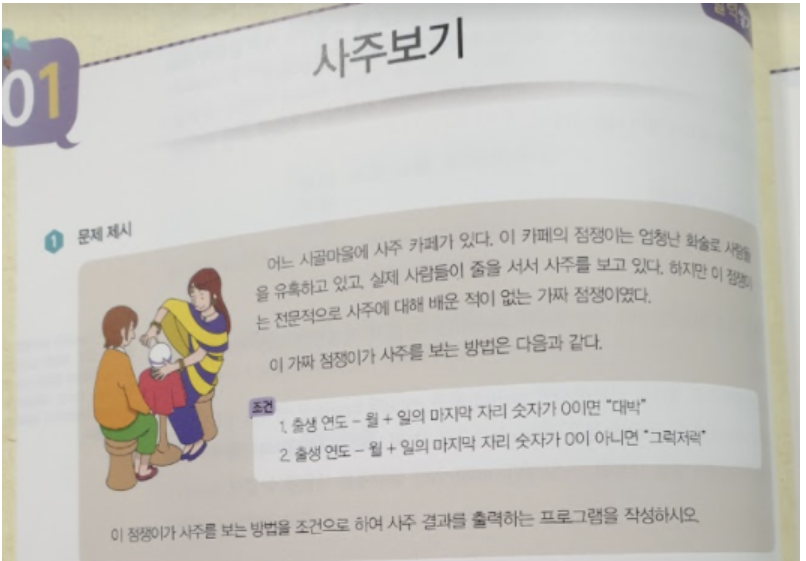 사주보기
01
1 문제 제시
어느 시골마을에 사주 카페가 있다. 이 카페의 점쟁이는 엄청난 화술로 사람들
을 유혹하고 있고, 실제 사람들이 줄을 서서 사주를 보고 있다. 하지만 이 점쟁이
는 전문적으로 사주에 대해 배운 적이 없는 가짜 점쟁이였다.
이 가짜 점쟁이가 사주를 보는 방법은 다음과 같다.
조건
1. 출생 연도 - 월 + 일의 마지막 자리 숫자가 0이면 "대박"
2. 출생 연도 - 월 + 일의 마지막 자리 숫자가 0이 아니면 "그럭저럭"
이 점쟁이가 사주를 보는 방법을 조건으로 하여 사주 결과를 출력하는 프로그램을 작성하시오.